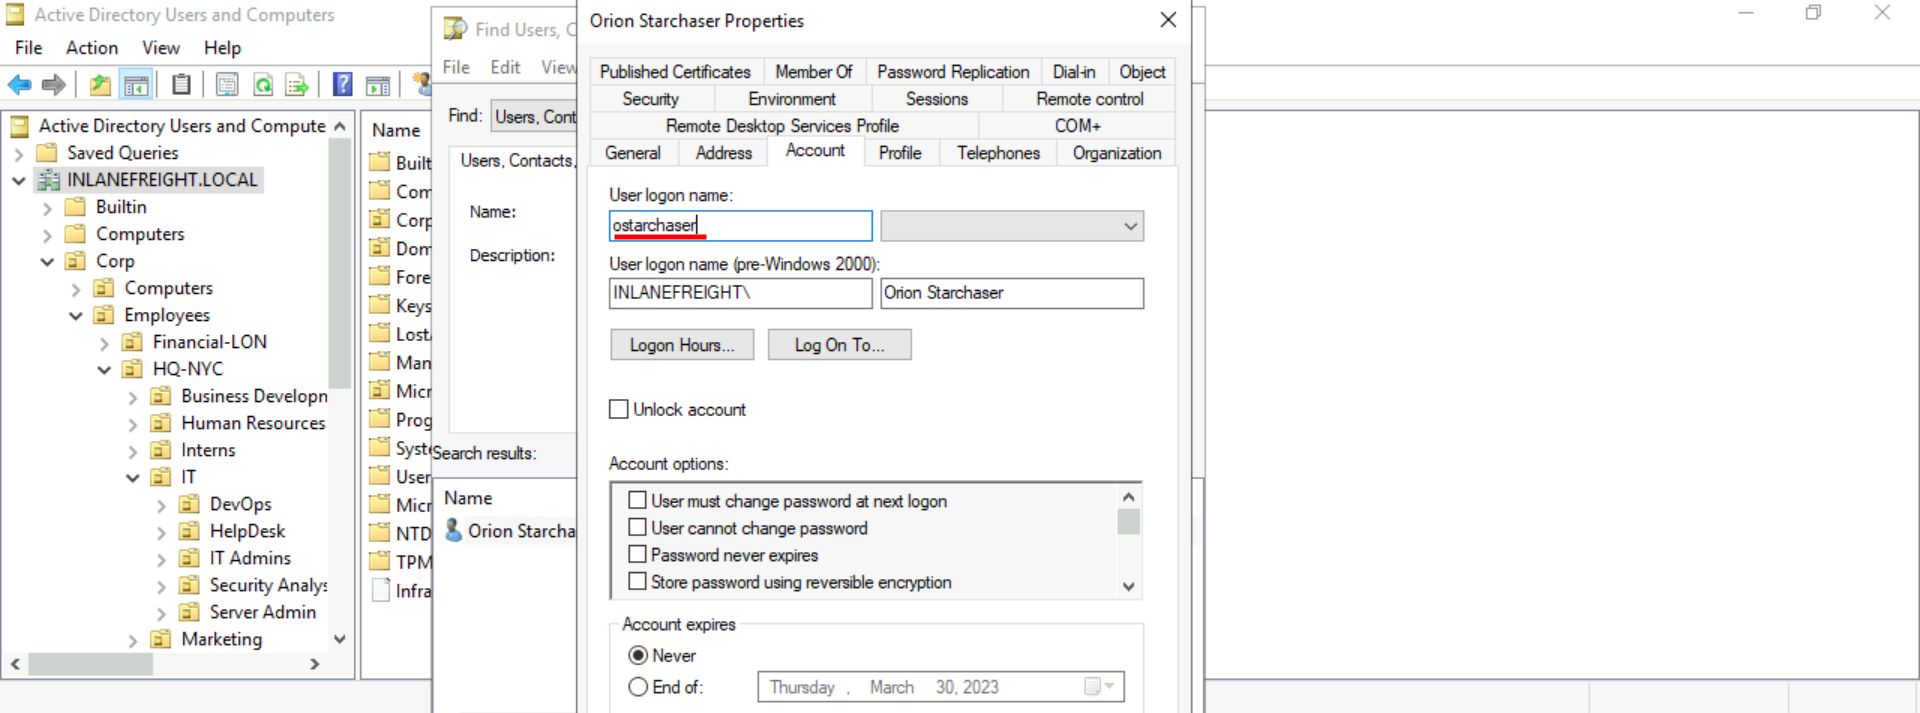 Active Directory Users and Computers
File Action View Help
Active Directory Users and Compute
Saved Queries
INLANEFREIGHT.LOCAL
Builtin
Computers
Corp
Computers
Employees
Financial-LON
HQ-NYC
Business Developn
Human Resources
Interns
IT
DevOps
HelpDesk
IT Admins
Security Analys
Server Admin
Marketing
Name
Built
Com
Corp
Dom
Fore
Keys
Lost
Man
Micr
Prog
Syste
User
Micr
NTD
TPM
Infra
Find Users, C
File Edit View
Find: Users, Cont
Users, Contacts,
Name:
Description:
Search results:
Name
Orion Starcha
Orion Starchaser Properties
Published Certificates Member Of Password Replication Dial-in Object
Security Environment Sessions Remote control
Remote Desktop Services Profile COM+
General Address Account Profile Telephones Organization
User logon name:
ostarchaser
User logon name (pre-Windows 2000):
INLANEFREIGHT\ Orion Starchaser
Logon Hours... Log On To...
Unlock account
Account options:
User must change password at next logon
User cannot change password
Password never expires
Store password using reversible encryption
Account expires
Never
End of: Thursday , March 30, 2023